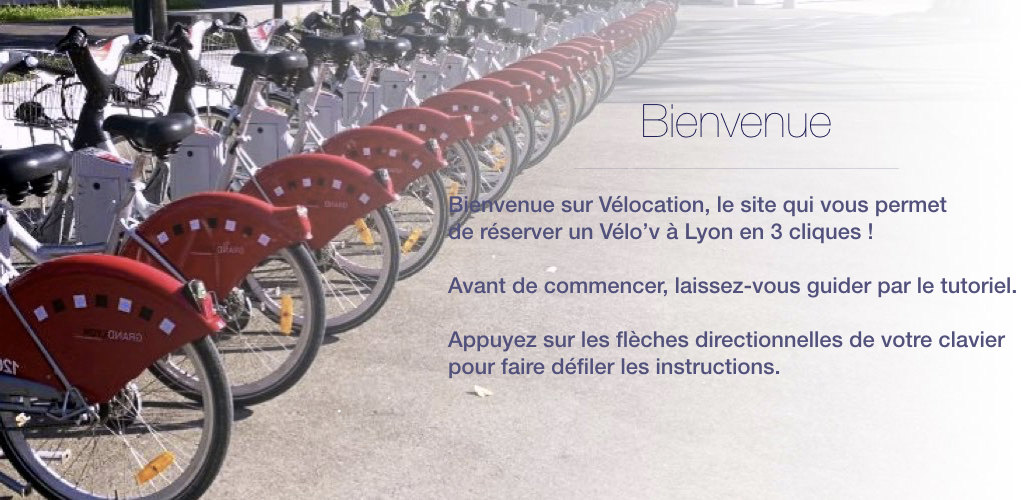 Bienvenue
Bienvenue sur Vélocation, le site qui vous permet
de réserver un Vélo’v à Lyon en 3 cliques !
Avant de commencer, laissez-vous guider par le tutoriel.
Appuyez sur les flèches directionnelles de votre clavier
pour faire défiler les instructions.
GRANDLYON